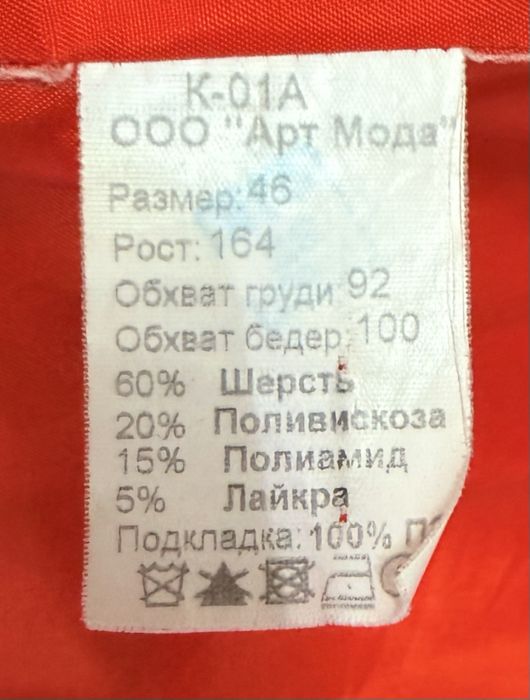 К-01А
ООО "Арт Мода"
Размер: 46
Рост: 164
Обхват груди 92
Обхват бедер: 100
60% Шерсть
20% Поливискоза
15% Полиамид
5% Лайкра
Подкладка: 100%